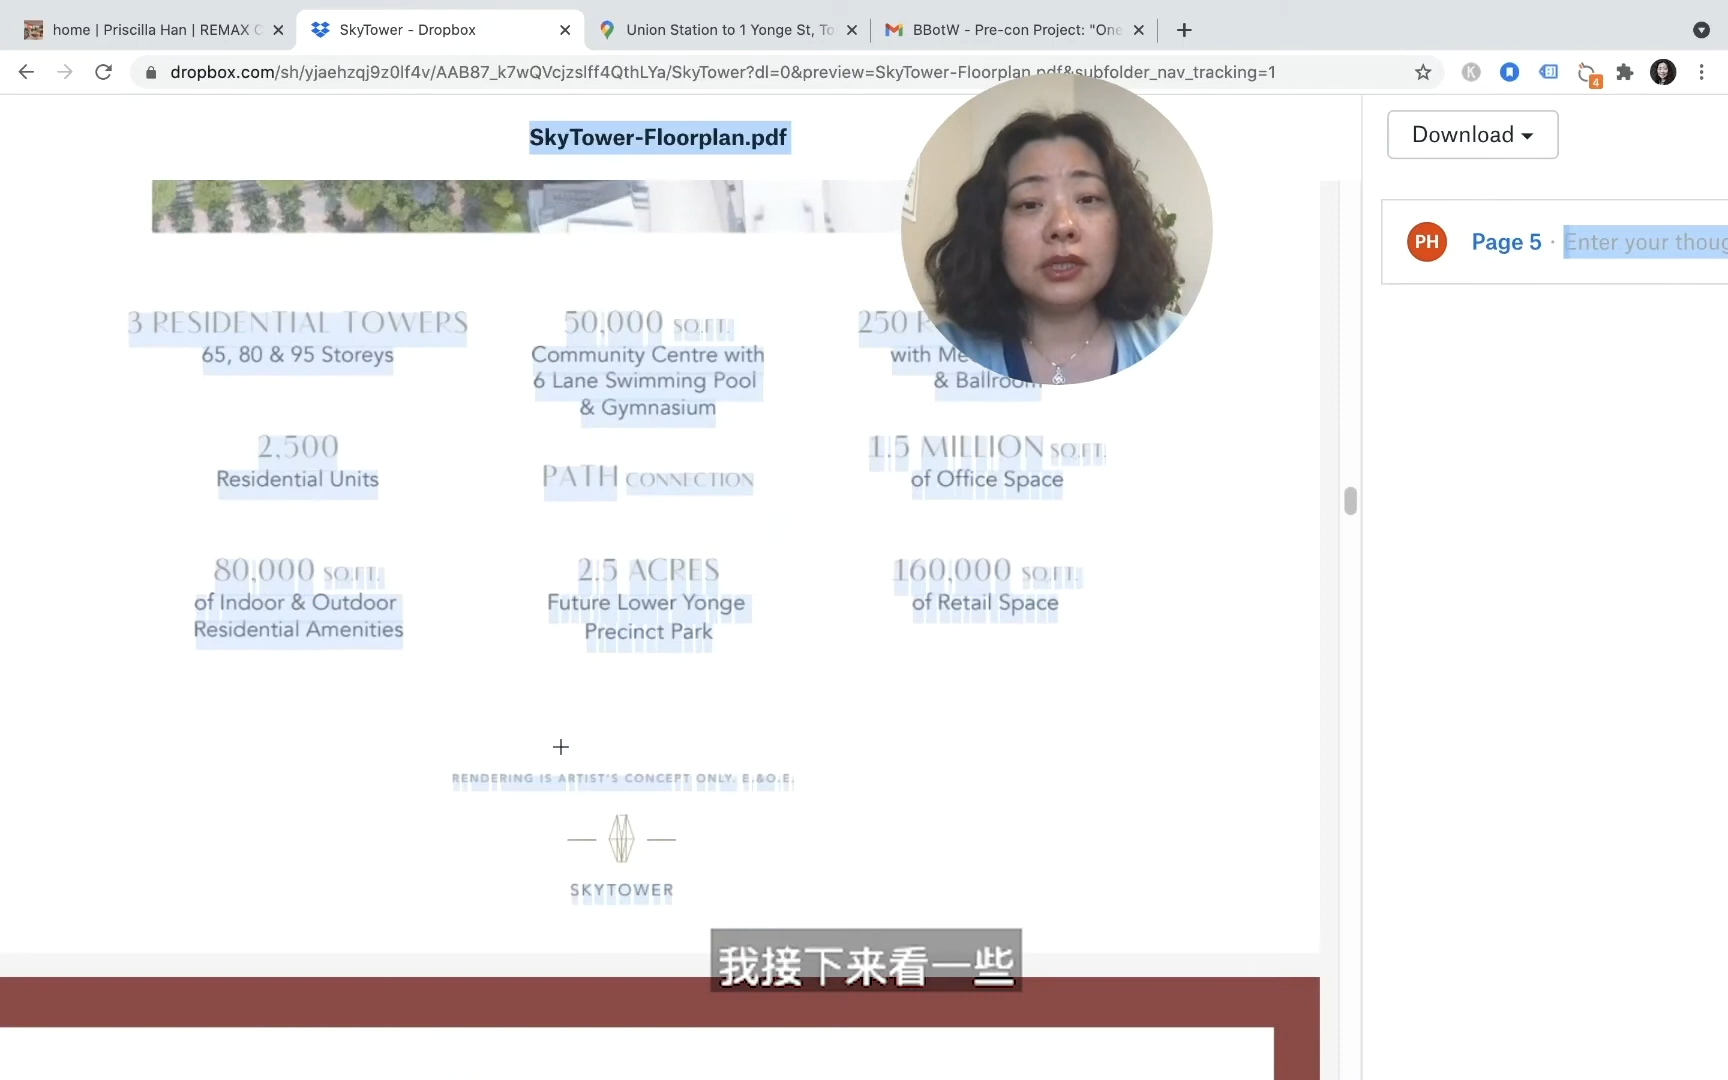 home | Priscilla Han | REMAX
SkyTower - Dropbox
Union Station to 1 Yonge St, To
BBotW - Pre-con Project: "One
dropbox.com/sh/yjaehzqj9z0lf4v/AAB87_k7wQVcjzslff4QthLYa/SkyTower?dl=0&preview=SkyTower-Floorplan.pdf&subfolder_nav_tracking=1
4
SkyTower-Floorplan.pdf
Download
PH Page 5 · Enter your thoug
3 RESIDENTIAL TOWERS
65, 80 & 95 Storeys
50,000 SQ.FT.
Community Centre with
6 Lane Swimming Pool
& Gymnasium
250
with
& Ballroom
2,500
Residential Units
PATH CONNECTION
1.5 MILLION SQ.FT.
of Office Space
80,000 SQ.FT.
of Indoor & Outdoor
Residential Amenities
2.5 ACRES
Future Lower Yonge
Precinct Park
160,000 SQ.FT.
of Retail Space
RENDERING IS ARTIST'S CONCEPT ONLY. E.&O.E.
SKYTOWER
我接下来看一些